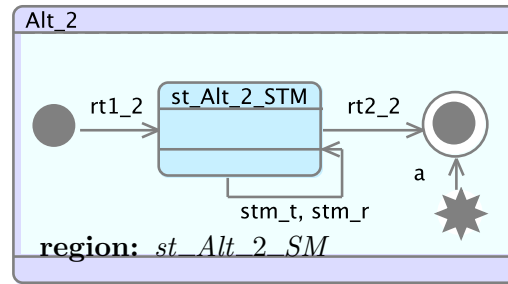 Alt_2
rt1_2
st_Alt_2_STM
rt2_2
a
stm_t, stm_r
region: st_Alt_2_SM